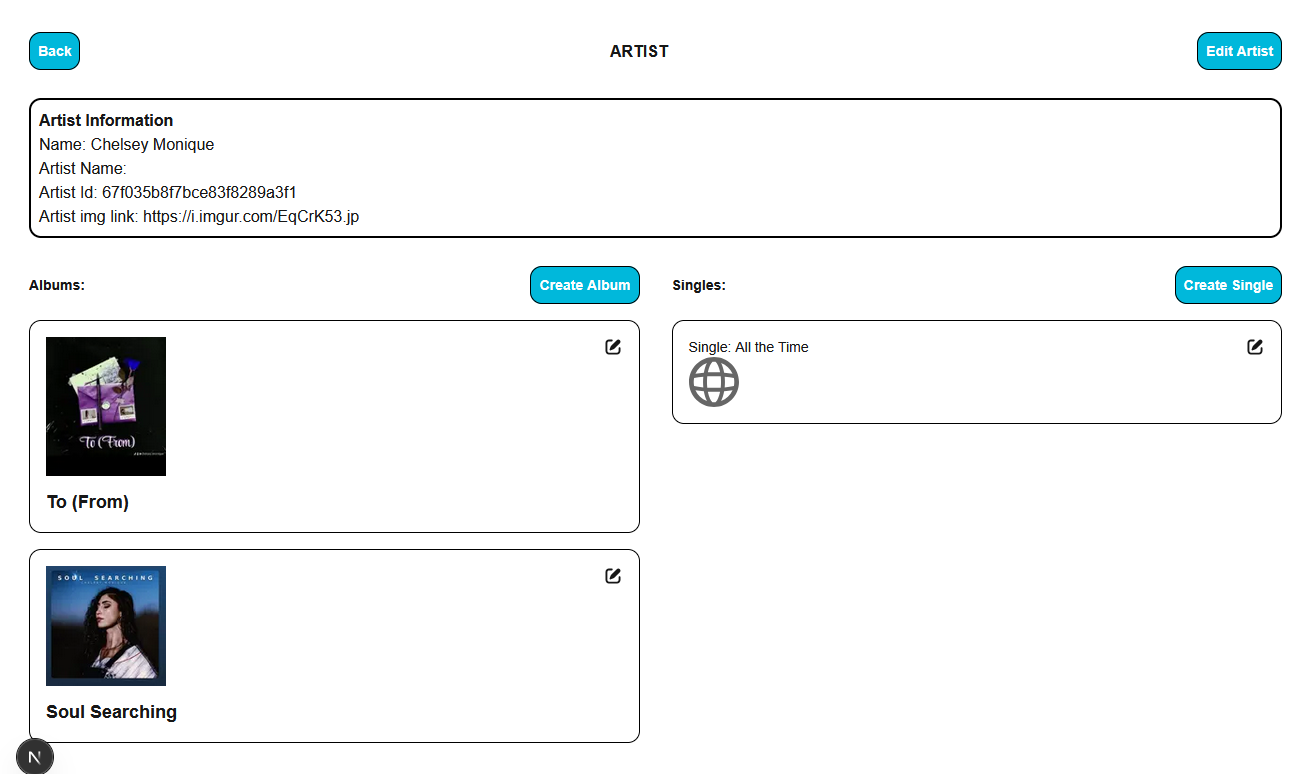 Back
ARTIST
Edit Artist
Artist Information
Name: Chelsey Monique
Artist Name:
Artist Id: 67f035b8f7bce83f8289a3f1
Artist img link: https://i.imgur.com/EqCrK53.jp
Albums:
Create Album
Singles:
Create Single
To (From)
To (From)
Single: All the Time
SOUL SEARCHING
Soul Searching
N